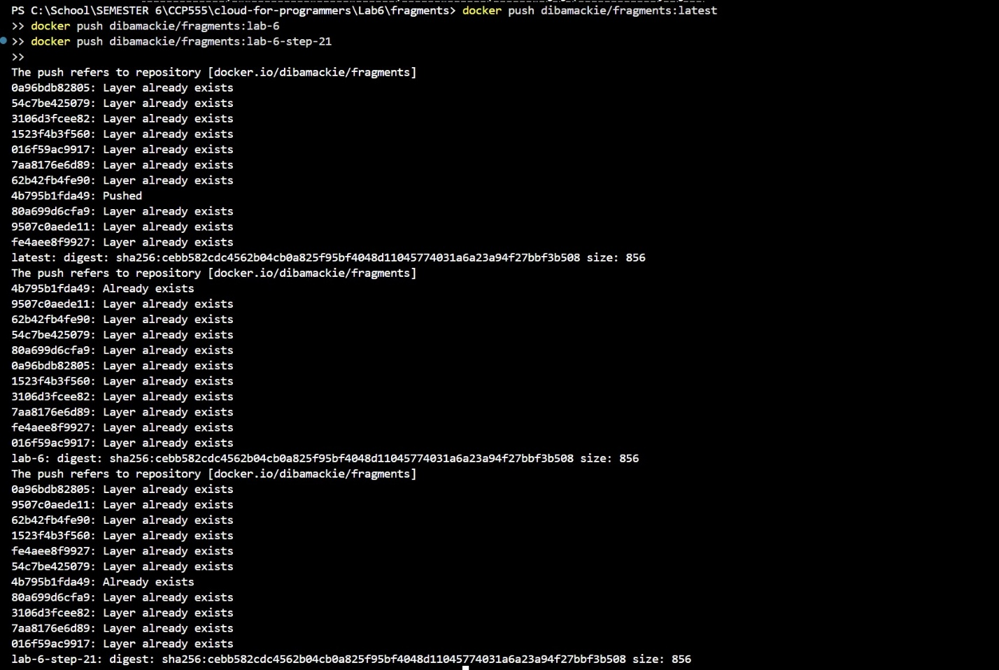 PS C:\School\SEMESTER 6\CCP555\cloud-for-programmers\Lab6\fragments> docker push dibamackie/fragments:latest
>> docker push dibamackie/fragments:lab-6
>> docker push dibamackie/fragments:lab-6-step-21
>>
The push refers to repository [docker.io/dibamackie/fragments]
0a96bdb82805: Layer already exists
54c7be425079: Layer already exists
3106d3fcee82: Layer already exists
1523f4b3f560: Layer already exists
016f59ac9917: Layer already exists
7aa8176e6d89: Layer already exists
62b42fb4fe90: Layer already exists
4b795b1fda49: Pushed
80a699d6cfa9: Layer already exists
9507c0aede11: Layer already exists
fe4aee8f9927: Layer already exists
latest: digest: sha256:cebb582cdc4562b04cb0a825f95bf4048d11045774031a6a23a94f27bbf3b508 size: 856
The push refers to repository [docker.io/dibamackie/fragments]
4b795b1fda49: Already exists
9507c0aede11: Layer already exists
62b42fb4fe90: Layer already exists
54c7be425079: Layer already exists
80a699d6cfa9: Layer already exists
0a96bdb82805: Layer already exists
1523f4b3f560: Layer already exists
3106d3fcee82: Layer already exists
7aa8176e6d89: Layer already exists
fe4aee8f9927: Layer already exists
016f59ac9917: Layer already exists
lab-6: digest: sha256:cebb582cdc4562b04cb0a825f95bf4048d11045774031a6a23a94f27bbf3b508 size: 856
The push refers to repository [docker.io/dibamackie/fragments]
0a96bdb82805: Layer already exists
9507c0aede11: Layer already exists
62b42fb4fe90: Layer already exists
1523f4b3f560: Layer already exists
fe4aee8f9927: Layer already exists
54c7be425079: Layer already exists
4b795b1fda49: Already exists
80a699d6cfa9: Layer already exists
3106d3fcee82: Layer already exists
7aa8176e6d89: Layer already exists
016f59ac9917: Layer already exists
lab-6-step-21: digest: sha256:cebb582cdc4562b04cb0a825f95bf4048d11045774031a6a23a94f27bbf3b508 size: 856